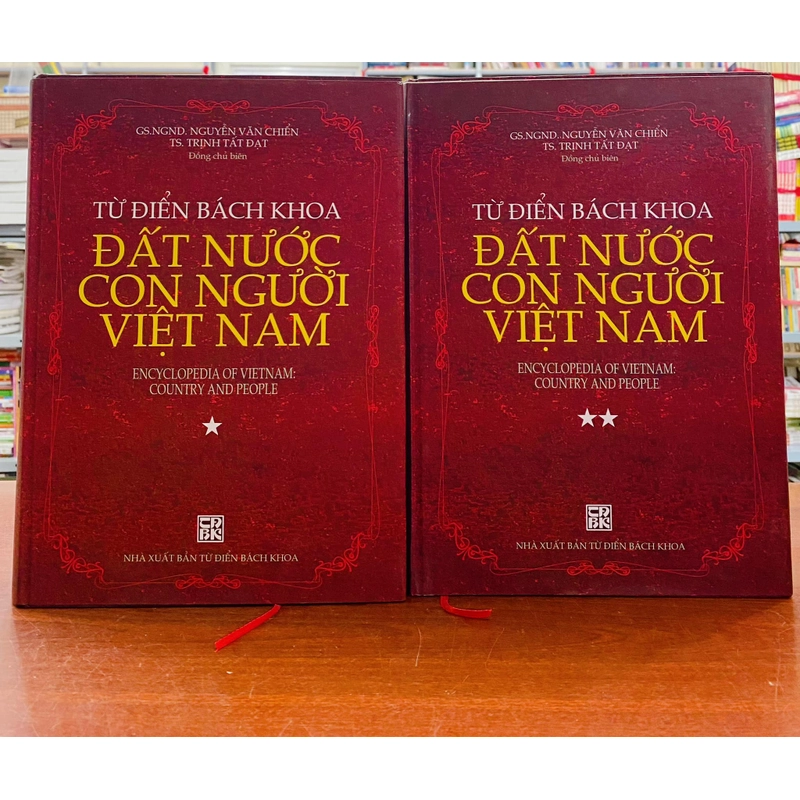 GS.NGND. NGUYỄN VĂN CHIỂN
TS. TRỊNH TẤT ĐẠT
Đồng chủ biên
TỪ ĐIỂN BÁCH KHOA
ĐẤT NƯỚC
CON NGƯỜI
VIỆT NAM
ENCYCLOPEDIA OF VIETNAM:
COUNTRY AND PEOPLE
NHÀ XUẤT BẢN TỪ ĐIỂN BÁCH KHOA
GS.NGND. NGUYỄN VĂN CHIỂN
TS. TRỊNH TẤT ĐẠT
Đồng chủ biên
TỪ ĐIỂN BÁCH KHOA
ĐẤT NƯỚC
CON NGƯỜI
VIỆT NAM
ENCYCLOPEDIA OF VIETNAM:
COUNTRY AND PEOPLE
NHÀ XUẤT BẢN TỪ ĐIỂN BÁCH KHOA